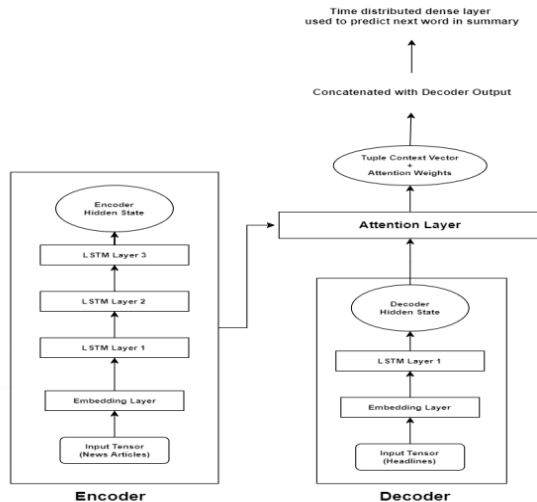 Time distributed dense layer
used to predict next word in summary
Concatenated with Decoder Output
Tuple Context Vector
+
Attention Weights
Attention Layer
Encoder
Hidden State
LSTM Layer 3
LSTM Layer 2
LSTM Layer 1
Embedding Layer
Input Tensor
(News Articles)
Encoder
Decoder
Hidden State
LSTM Layer 1
Embedding Layer
Input Tensor
(Headlines)
Decoder